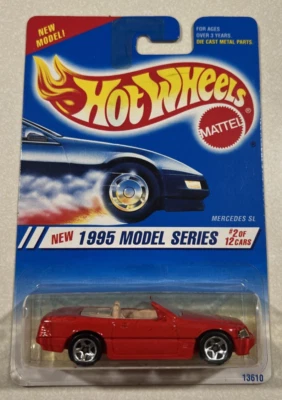 NEW
MODEL!
FOR AGES
OVER 3 YEARS
DIE CAST METAL PARTS
Hot Wheels
MATTEL
MERCEDES SL
NEW 1995 MODEL SERIES #2 OF
12 CARS
13610